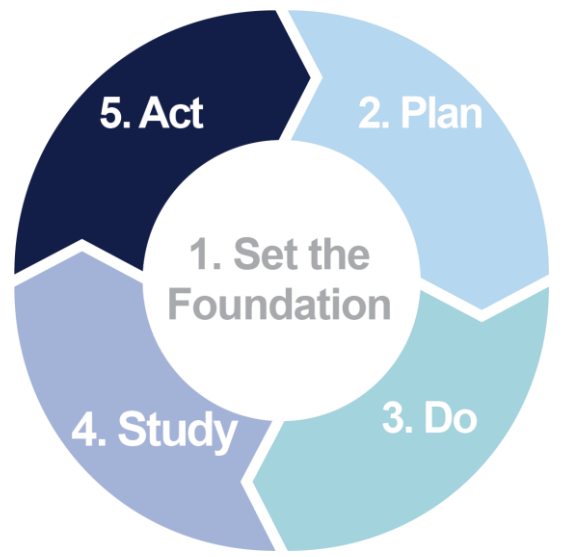 1. Set the
Foundation
2. Plan
3. Do
4. Study
5. Act